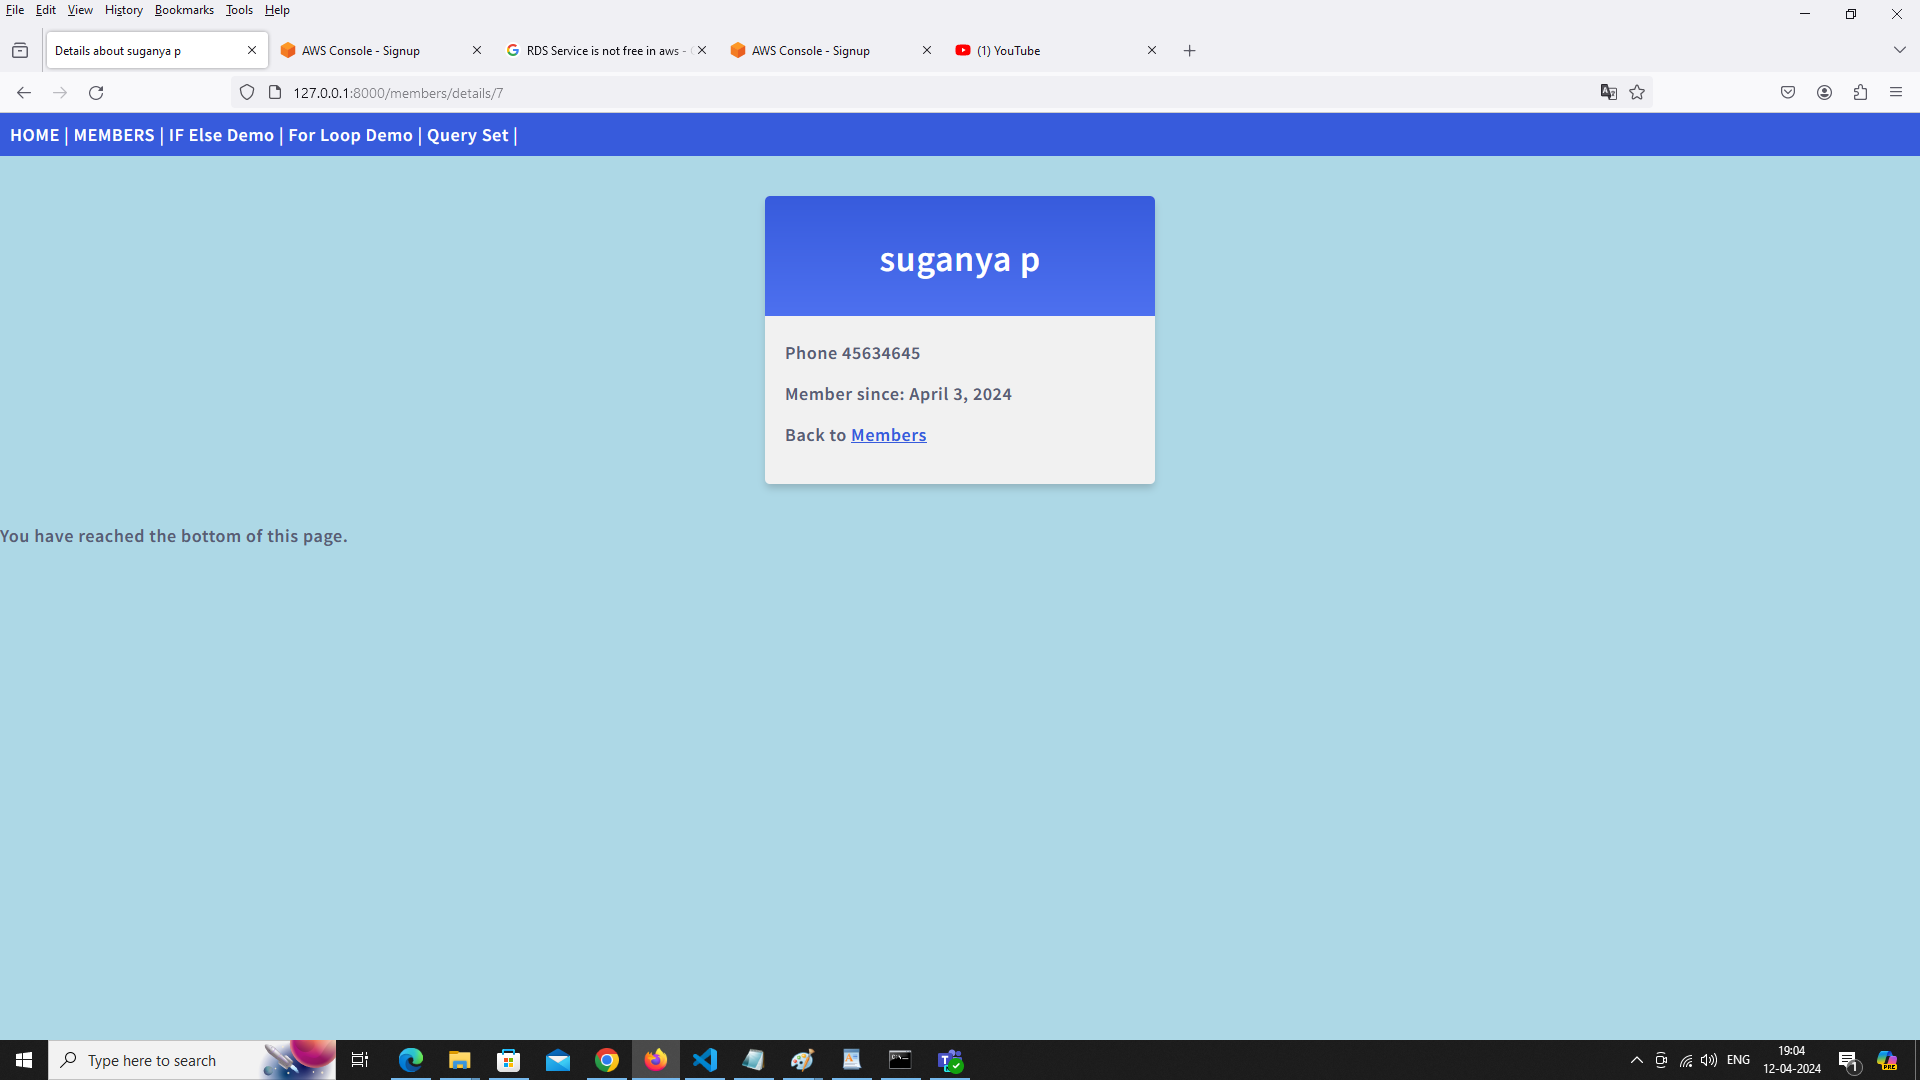 File Edit View History Bookmarks Tools Help
Details about suganya p
AWS Console - Signup
RDS Service is not free in aws -
AWS Console - Signup
(1) YouTube
127.0.0.1:8000/members/details/7
HOME | MEMBERS | IF Else Demo | For Loop Demo | Query Set |
suganya p
Phone 45634645
Member since: April 3, 2024
Back to Members
You have reached the bottom of this page.
Type here to search
ENG
19:04
12-04-2024
1
PRE